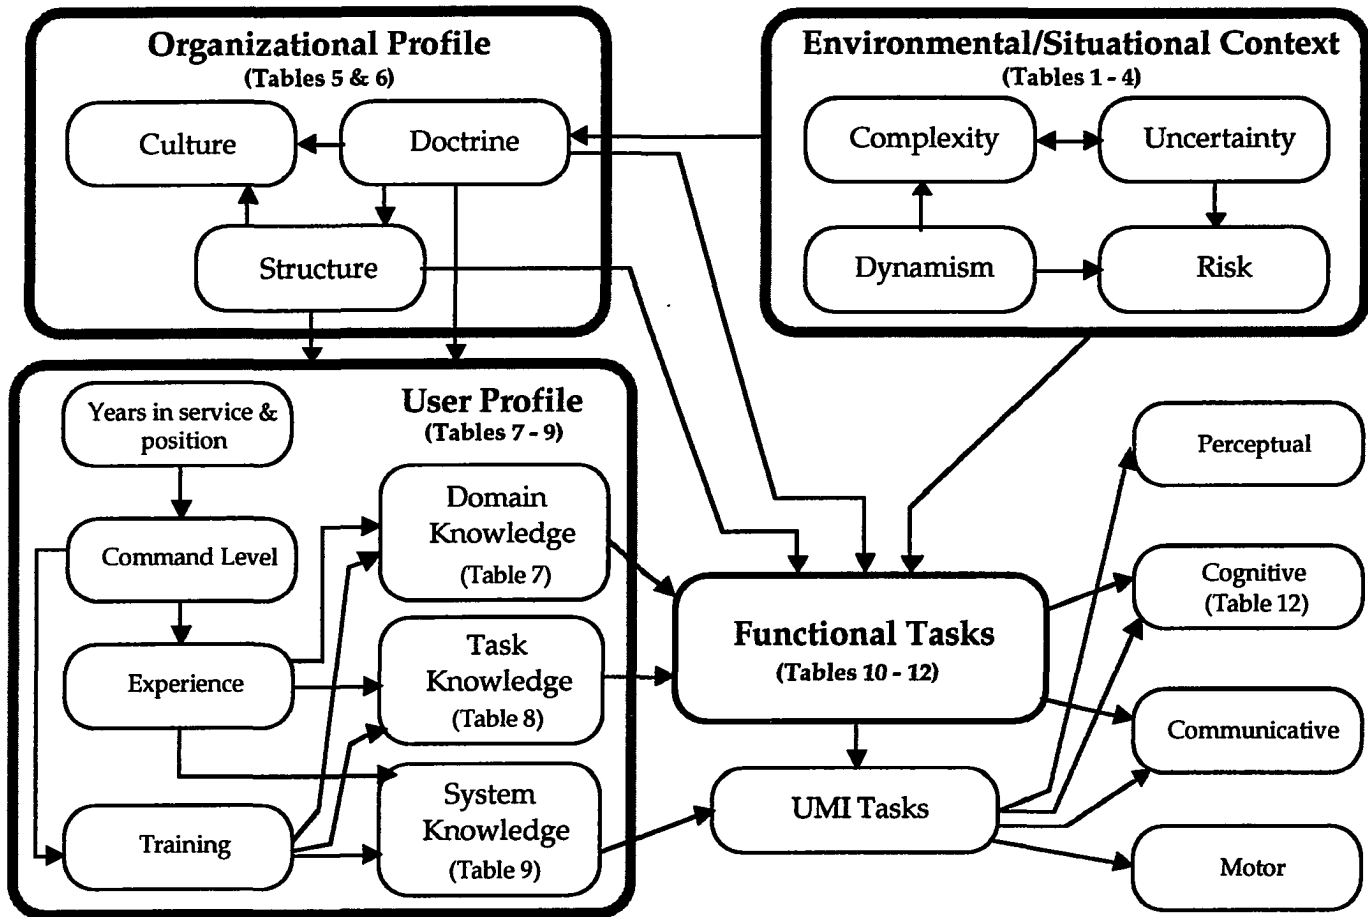 Organizational Profile
(Tables 5 & 6)
Culture
Doctrine
Structure
Environmental/Situational Context
(Tables 1 - 4)
Complexity
Uncertainty
Dynamism
Risk
User Profile
(Tables 7 - 9)
Years in service &
position
Command Level
Experience
Training
Domain
Knowledge
(Table 7)
Task
Knowledge
(Table 8)
System
Knowledge
(Table 9)
Functional Tasks
(Tables 10 - 12)
UMI Tasks
Perceptual
Cognitive
(Table 12)
Communicative
Motor